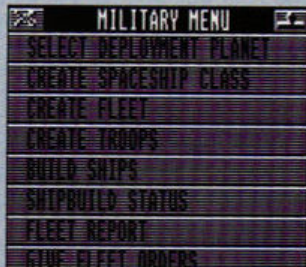 MILITARY MENU
SELECT DEPLOYMENT PLANET
CREATE SPACESHIP CLASS
CREATE FLEET
CREATE TROOPS
BUILD SHIPS
SHIPBUILD STATUS
FLEET REPORT
GIVE FLEET ORDERS